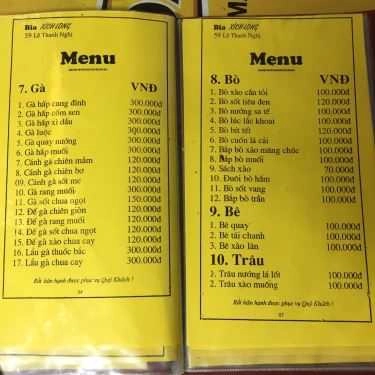 Bia XÍCH LONG
59 Lê Thanh Nghị
Menu
7. Gà VNĐ
1. Gà hấp cung đình 300.000đ
2. Gà hấp cốm sen 300.000đ
3. Gà hấp xì dầu 300.000đ
4. Gà luộc 300.000đ
5. Gà quay nướng 300.000đ
6. Gà hấp muối 300.000đ
7. Cánh gà chiên mắm 120.000đ
8. Cánh gà chiên bơ 120.000đ
09. Cánh gà sốt me 120.000đ
10. Gà rang muối 300.000đ
11. Gà sốt chua ngọt 150.000đ
12. Đế gà chiên giòn 120.000đ
13. Đế gà rang muối 120.000đ
14. Đế gà sốt chua ngọt 120.000đ
15. Đế gà xào chua cay 120.000đ
16. Lẩu gà thuốc bắc 300.000đ
17. Lẩu gà chua cay 300.000đ
Rất hân hạnh được phục vụ Quý Khách !
Bia XÍCH LONG
59 Lê Thanh Nghị
Menu
8. Bò VNĐ
1. Bò xào cần tỏi 100.000đ
2. Bò sốt tiêu đen 120.000đ
3. Bò nướng sa tế 100.000đ
4. Bò lúc lắc khoai 100.000đ
5. Bò bít tết 120.000đ
6. Bò cuốn lá cải 100.000đ
7. Bắp bò xào măng chúc 100.000đ
8. Bắp bò muối 100.000đ
9. Sách xào 70.000đ
10. Đuôi bò hầm 100.000đ
11. Bò sốt vang 100.000đ
12. Bắp bò trần 100.000đ
9. Bê
1. Bê quay 100.000đ
2. Bê tái chanh 100.000đ
3. Bê xào lăn 100.000đ
10. Trâu
1. Trâu nướng lá lốt 100.000đ
2. Trâu xào muống 100.000đ
Rất hân hạnh được phục vụ Quý Khách !